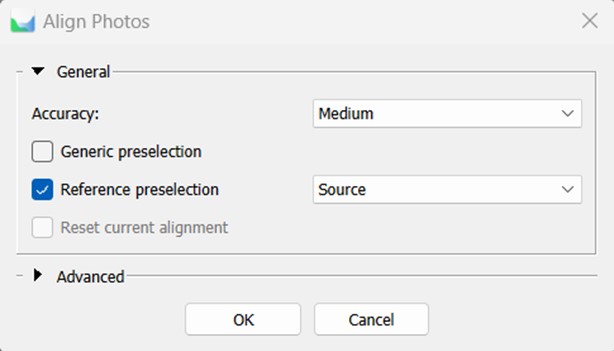 Align Photos
General
Accuracy: Medium
Generic preselection
Reference preselection Source
Reset current alignment
Advanced
OK Cancel